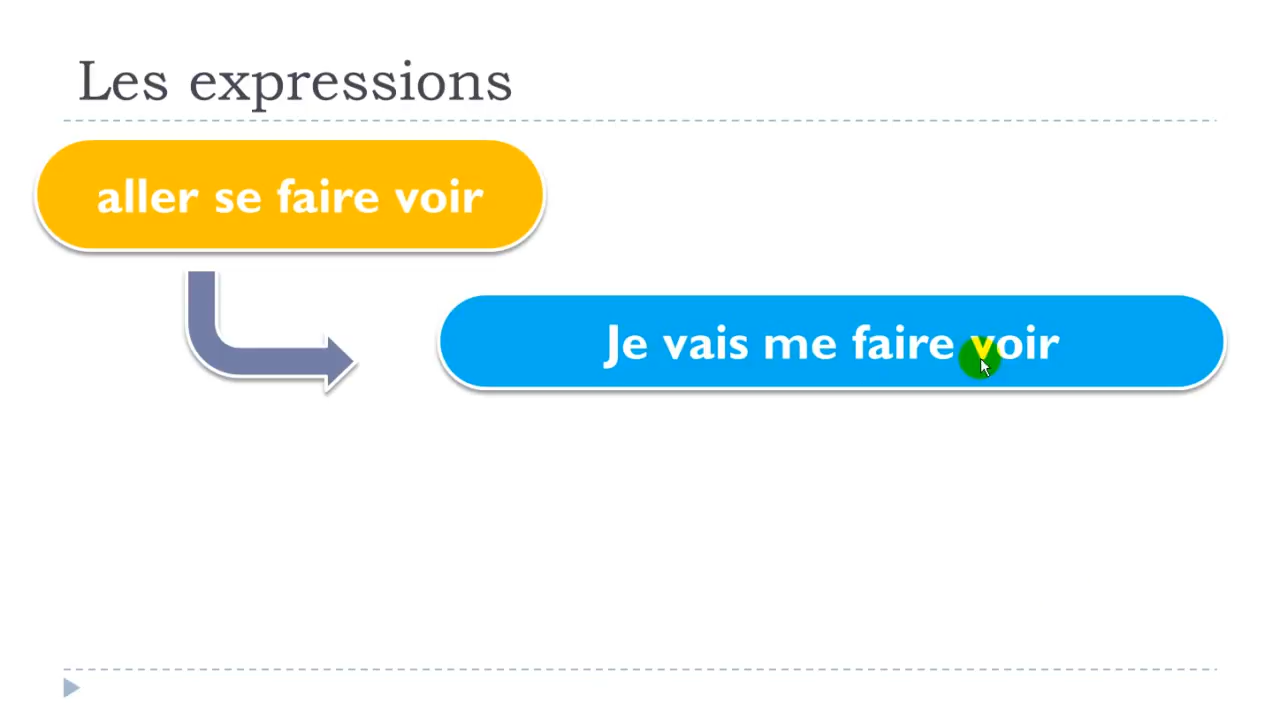 Les expressions
aller se faire voir
Je vais me faire voir